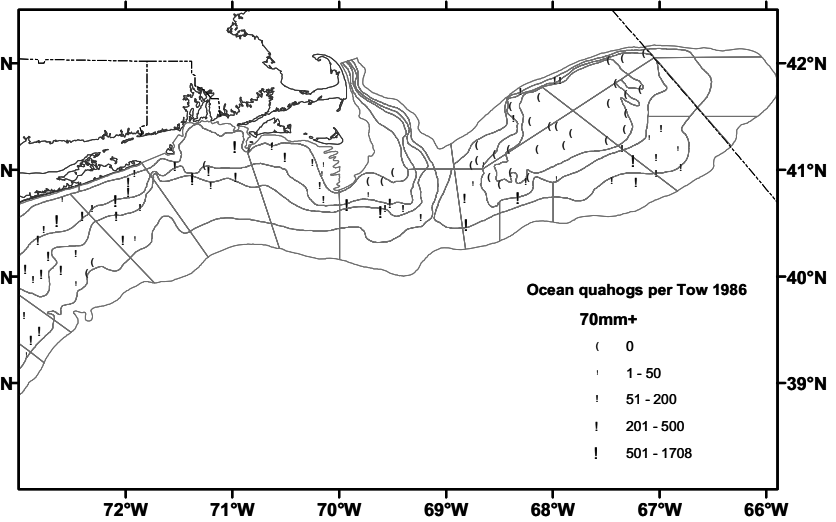 N 42°N
N 41°N
N 40°N
Ocean quahogs per Tow 1986
70mm+
( 0
1 - 50
51 - 200
201 - 500
501 - 1708
N 39°N
72°W 71°W 70°W 69°W 68°W 67°W 66°W